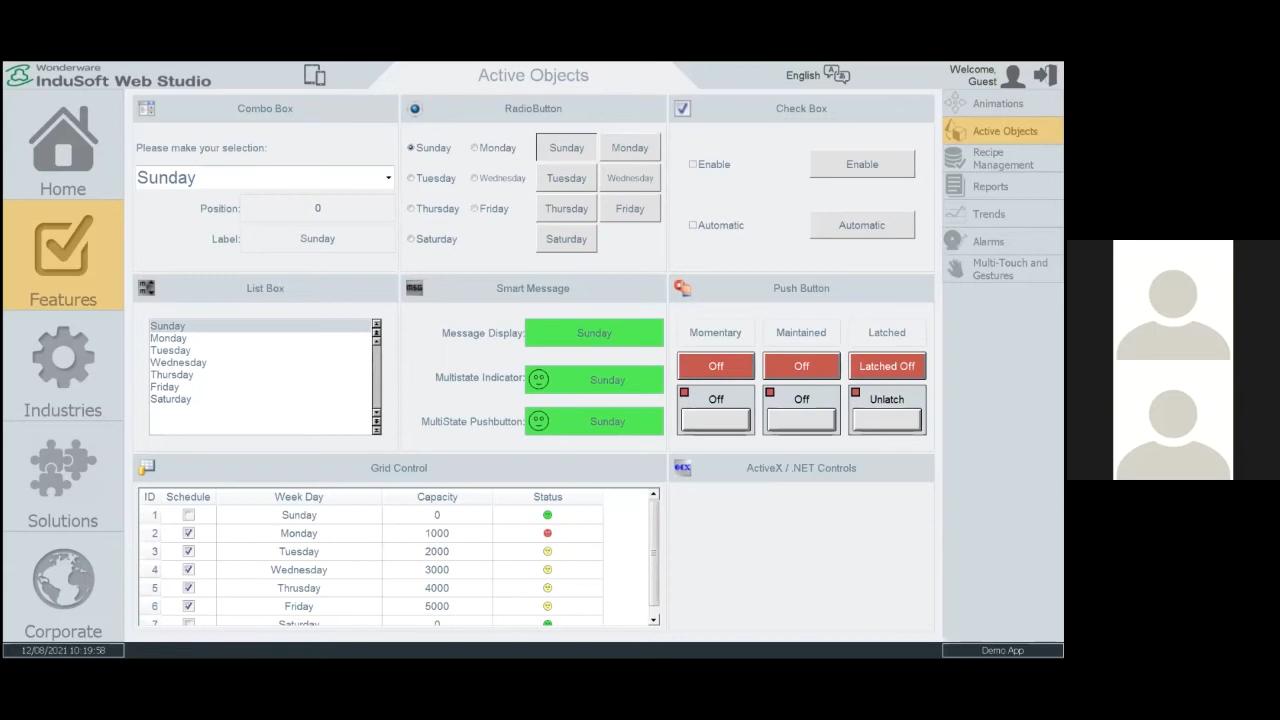 Wonderware
InduSoft Web Studio
Active Objects
English
Welcome,
Guest
Home
Features
Industries
Solutions
Corporate
Combo Box
Please make your selection:
Sunday
Position: 0
Label: Sunday
RadioButton
Sunday Monday Sunday Monday
Tuesday Wednesday Tuesday Wednesday
Thursday Friday Thursday Friday
Saturday Saturday
Check Box
Enable Enable
Automatic Automatic
Animations
Active Objects
Recipe
Management
Reports
Trends
Alarms
Multi-Touch and
Gestures
List Box
Sunday
Monday
Tuesday
Wednesday
Thursday
Friday
Saturday
MSG Smart Message
Message Display: Sunday
Multistate Indicator: Sunday
MultiState Pushbutton: Sunday
Push Button
Momentary Maintained Latched
Off Off Latched Off
Off Off Unlatch
Grid Control
ID Schedule Week Day Capacity Status
1 Sunday 0
2 Monday 1000
3 Tuesday 2000
4 Wednesday 3000
5 Thrusday 4000
6 Friday 5000
7 Saturday 0
OCX ActiveX / .NET Controls
12/08/2021 10:19:58
Demo App